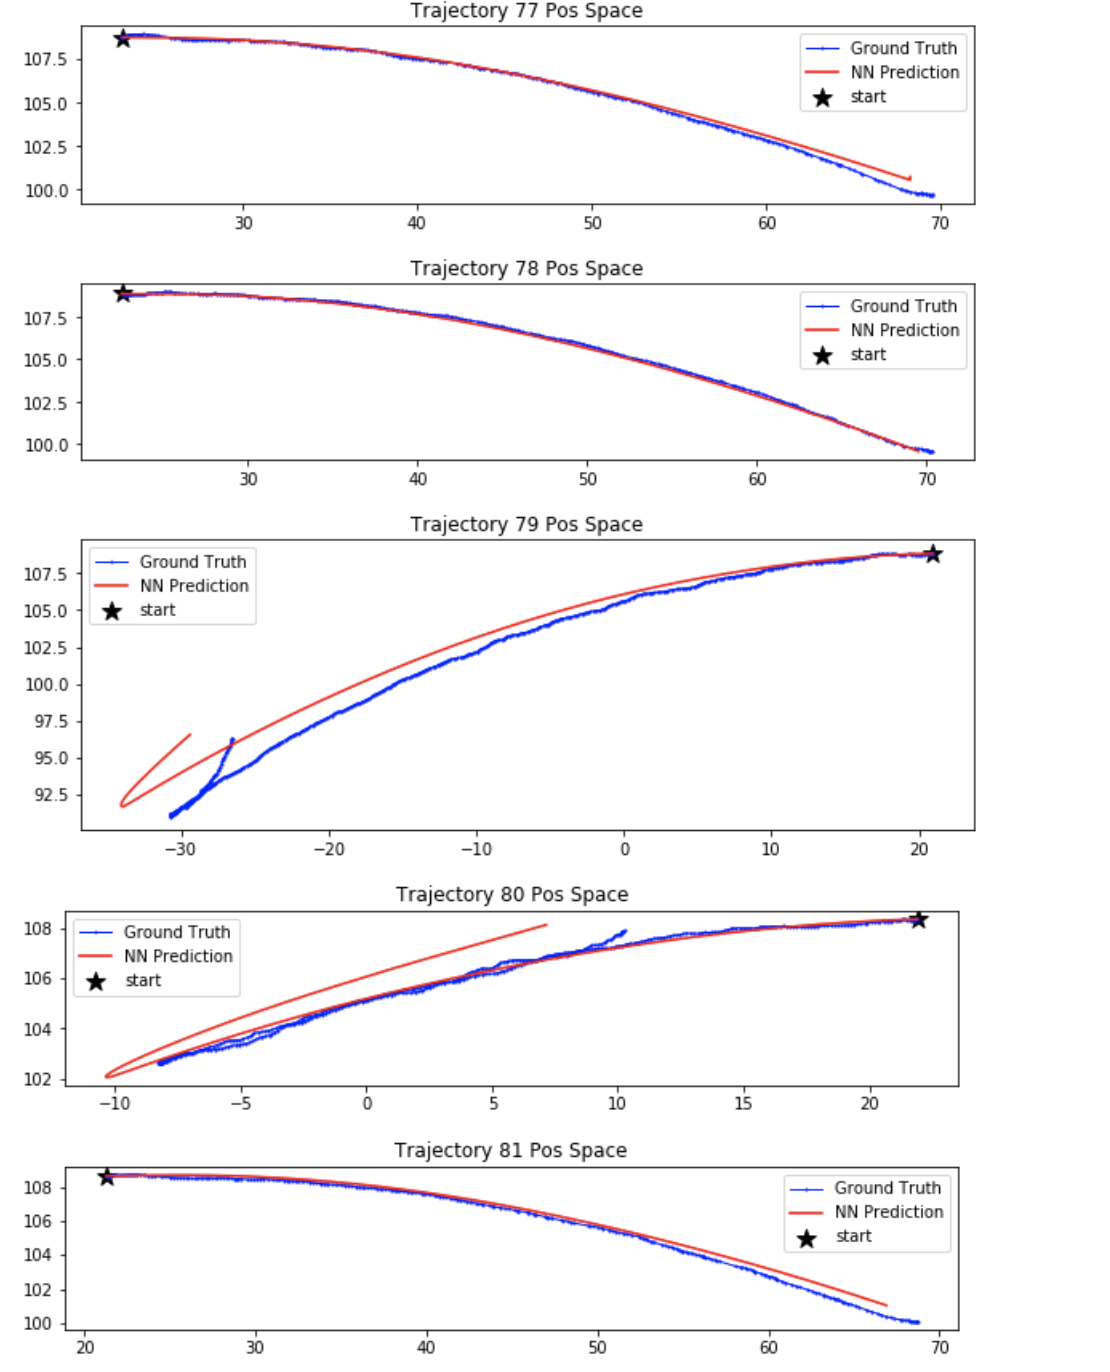 Trajectory 77 Pos Space
107.5
105.0
102.5
100.0
Ground Truth
NN Prediction
start
30 40 50 60 70
Trajectory 78 Pos Space
107.5
105.0
102.5
100.0
Ground Truth
NN Prediction
start
30 40 50 60 70
Trajectory 79 Pos Space
Ground Truth
NN Prediction
start
107.5
105.0
102.5
100.0
97.5
95.0
92.5
−30 −20 −10 0 10 20
Trajectory 80 Pos Space
Ground Truth
NN Prediction
start
108
106
104
102
−10 −5 0 5 10 15 20
Trajectory 81 Pos Space
108
106
104
102
100
Ground Truth
NN Prediction
start
20 30 40 50 60 70